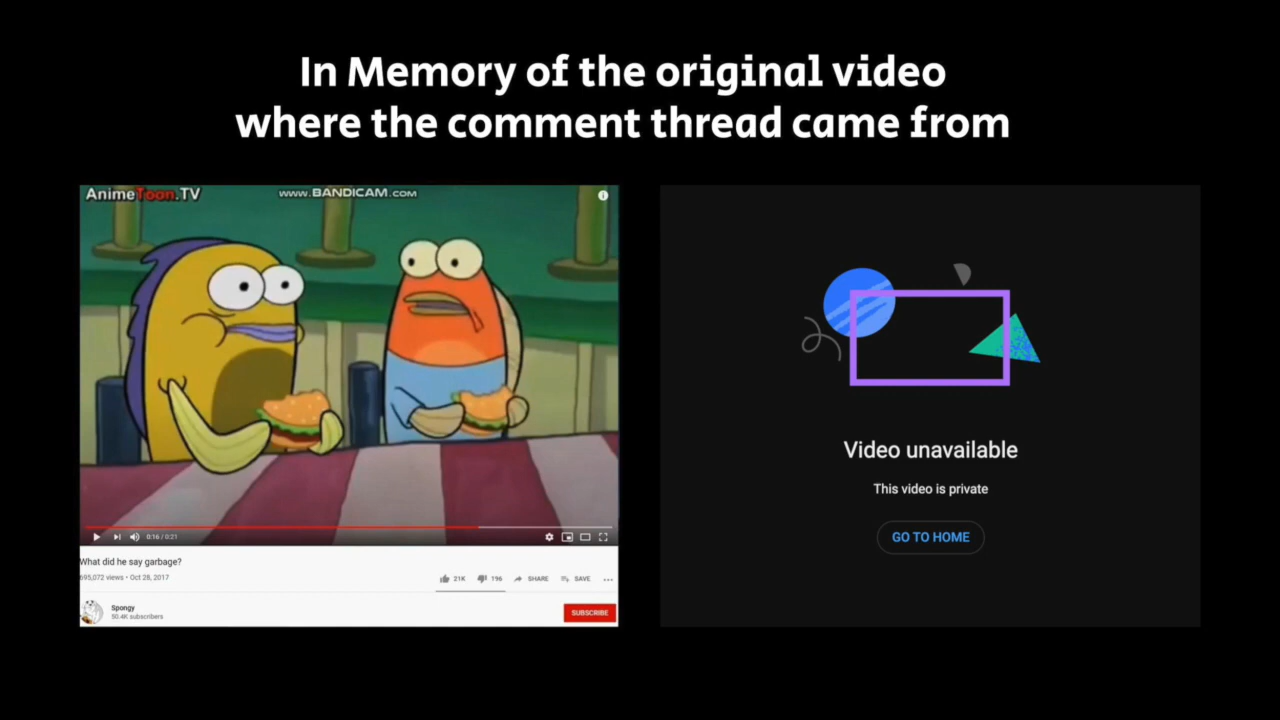 In Memory of the original video
where the comment thread came from
AnimeToon.TV
www.BANDICAM.com
0:16 / 0:21
What did he say garbage?
695,072 views • Oct 28, 2017
21K
196
SHARE
SAVE
Spongy
50.4K subscribers
SUBSCRIBE
Video unavailable
This video is private
GO TO HOME